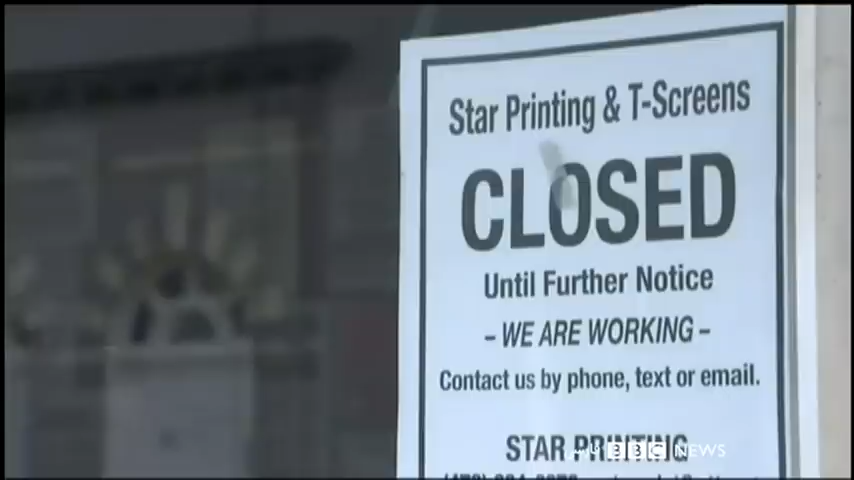 Star Printing & T-Screens
CLOSED
Until Further Notice
- WE ARE WORKING -
Contact us by phone, text or email.
STAR PRINTING
فارسی BBC NEWS